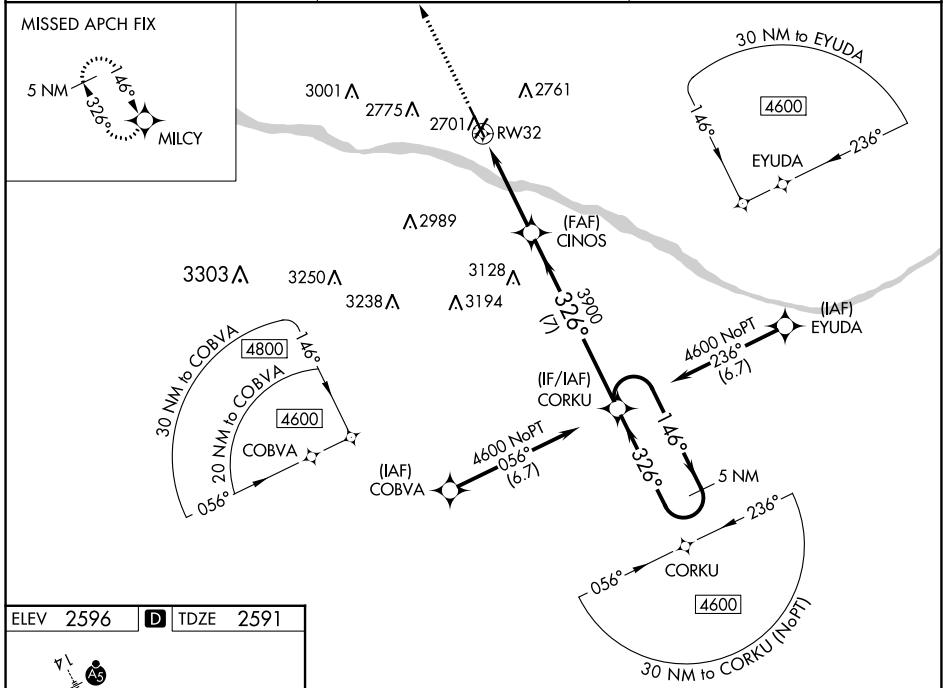 MISSED APCH FIX
5 NM
146°
326°
MILCY
3001
2775
2761
2701
RW32
30 NM to EYUDA
4600
146°
236°
EYUDA
2989
(FAF)
CINOS
3303
3250
3128
3238
3194
3900
326°
(7)
(IAF)
EYUDA
4600 NoPT
236°
(6.7)
30 NM to COBVA
4800
146°
20 NM to COBVA
4600
COBVA
056°
(IF/IAF)
CORKU
146°
326°
5 NM
4600 NoPT
056°
(6.7)
(IAF)
COBVA
236°
056°
CORKU
4600
30 NM to CORKU (NoPT)
ELEV 2596 D TDZE 2591
14
A5